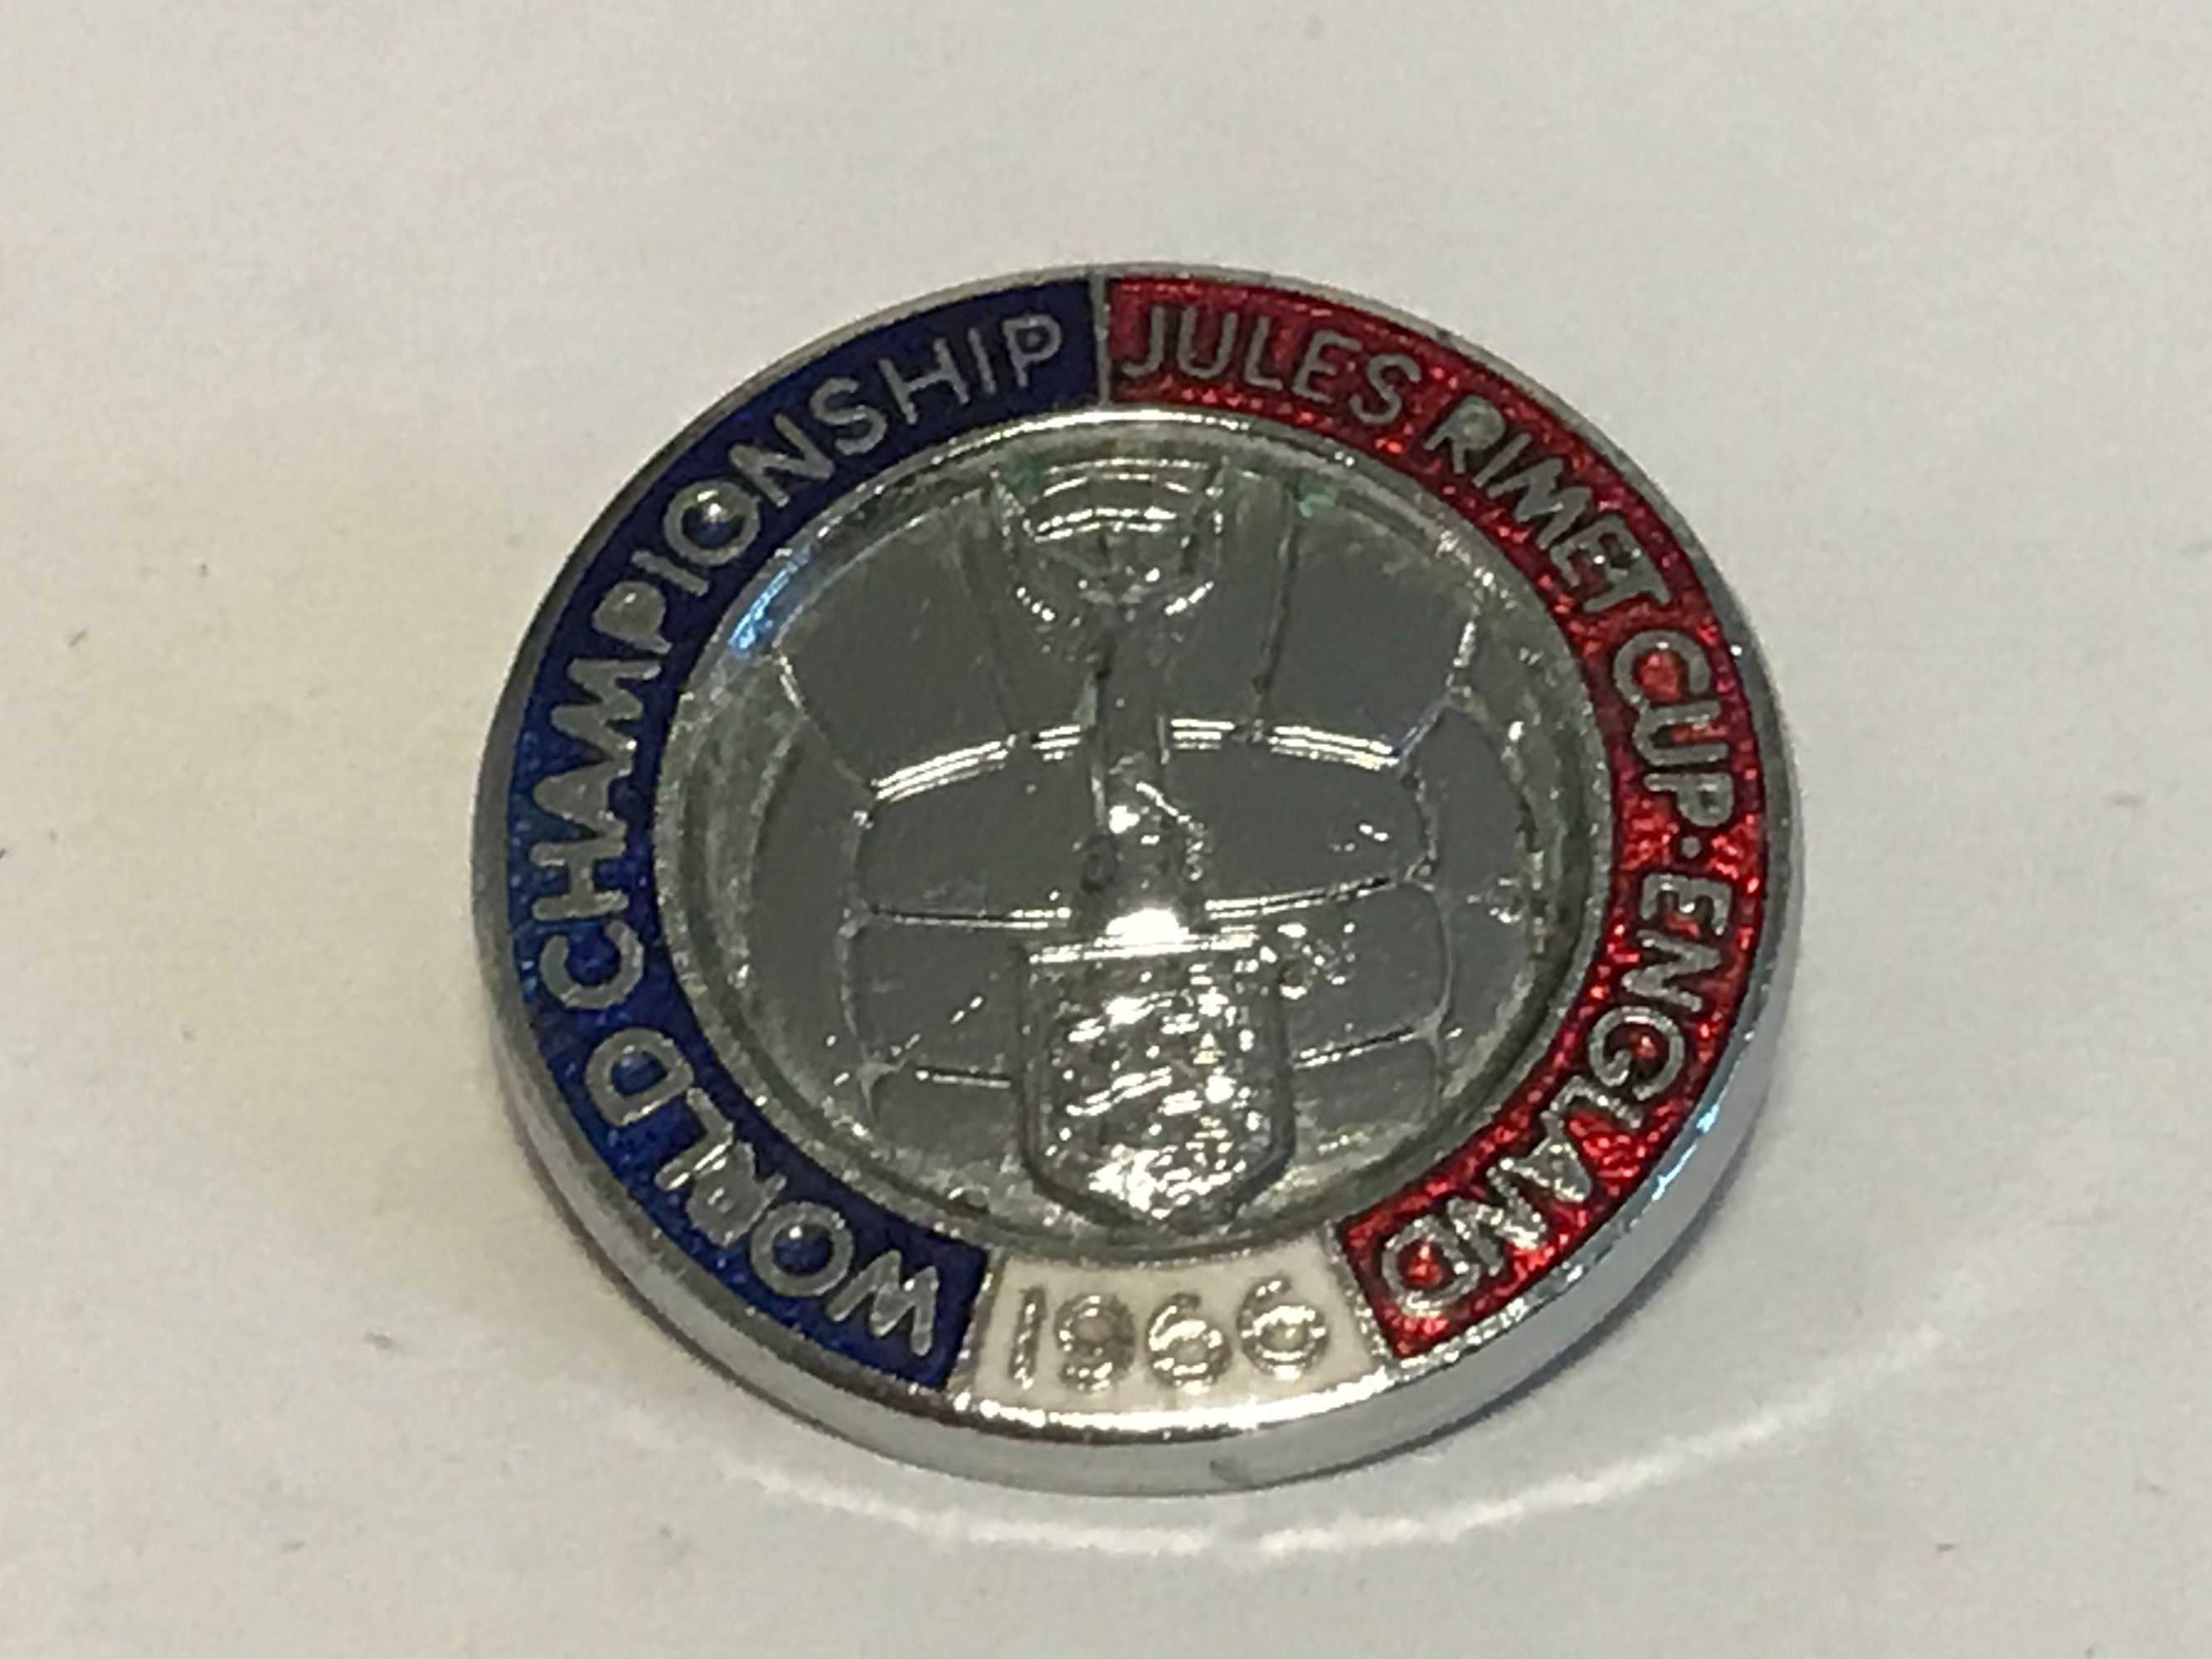 WORLD CHAMPIONSHIP
JULES RIMET CUP·ENGLAND
1966